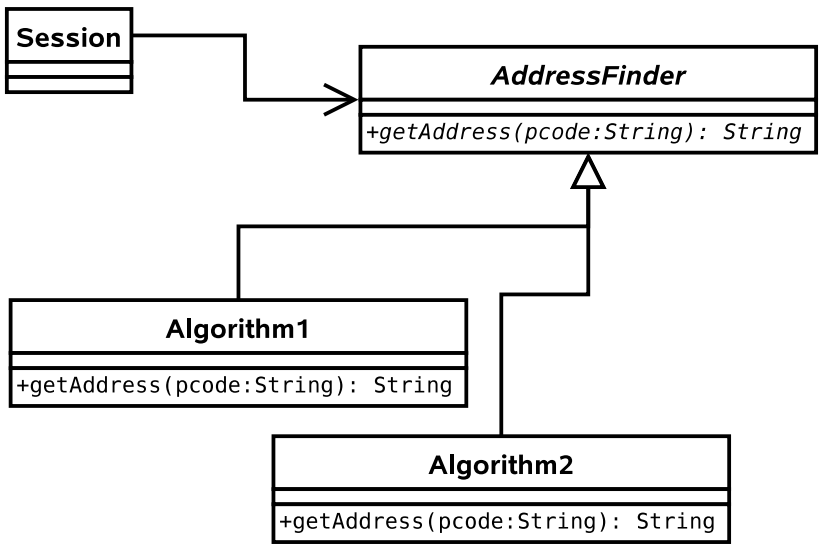 Session
AddressFinder
+getAddress(pcode:String): String
Algorithm1
+getAddress(pcode:String): String
Algorithm2
+getAddress(pcode:String): String